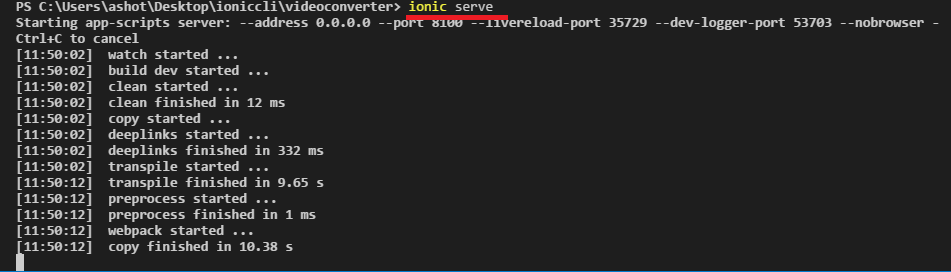 PS C:\Users\ashot\Desktop\ioniccli\videoconverter> ionic serve
Starting app-scripts server: --address 0.0.0.0 --port 8100 --livereload-port 35729 --dev-logger-port 53703 --nobrowser -
Ctrl+C to cancel
[11:50:02] watch started ...
[11:50:02] build dev started ...
[11:50:02] clean started ...
[11:50:02] clean finished in 12 ms
[11:50:02] copy started ...
[11:50:02] deeplinks started ...
[11:50:02] deeplinks finished in 332 ms
[11:50:02] transpile started ...
[11:50:12] transpile finished in 9.65 s
[11:50:12] preprocess started ...
[11:50:12] preprocess finished in 1 ms
[11:50:12] webpack started ...
[11:50:12] copy finished in 10.38 s